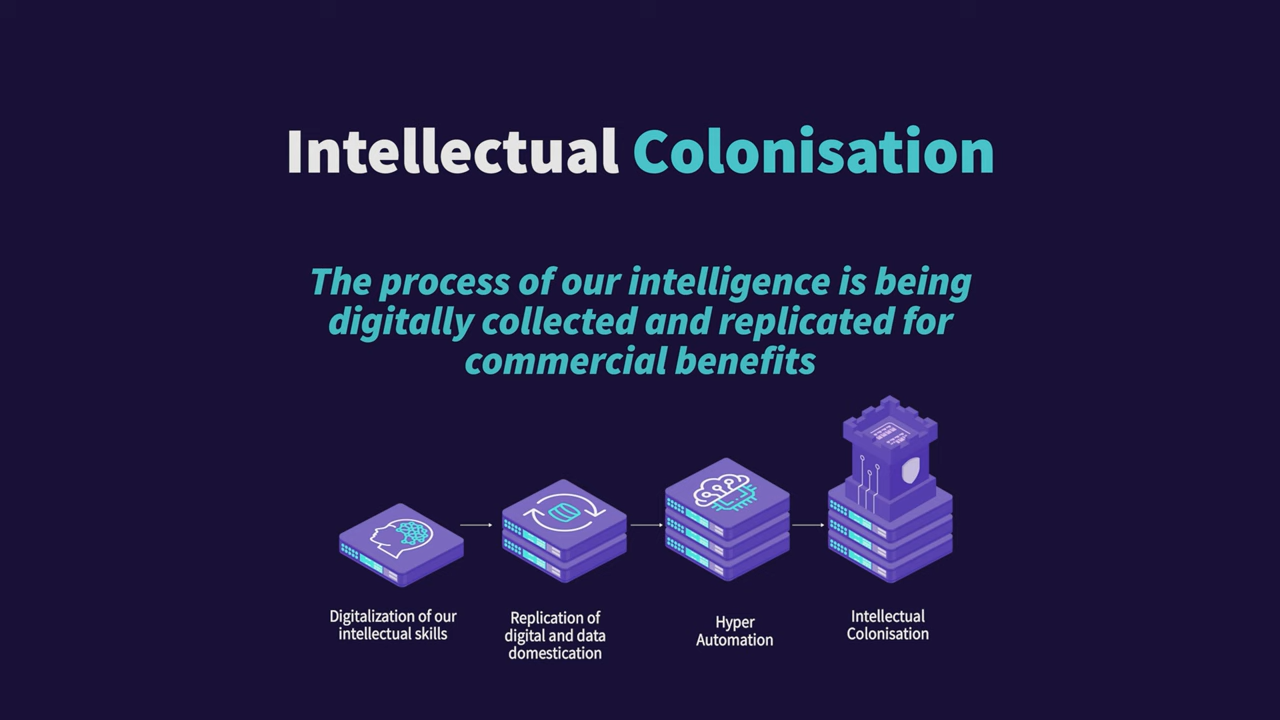 Intellectual Colonisation
The process of our intelligence is being
digitally collected and replicated for
commercial benefits
Digitalization of our
intellectual skills
Replication of
digital and data
domestication
Hyper
Automation
Intellectual
Colonisation